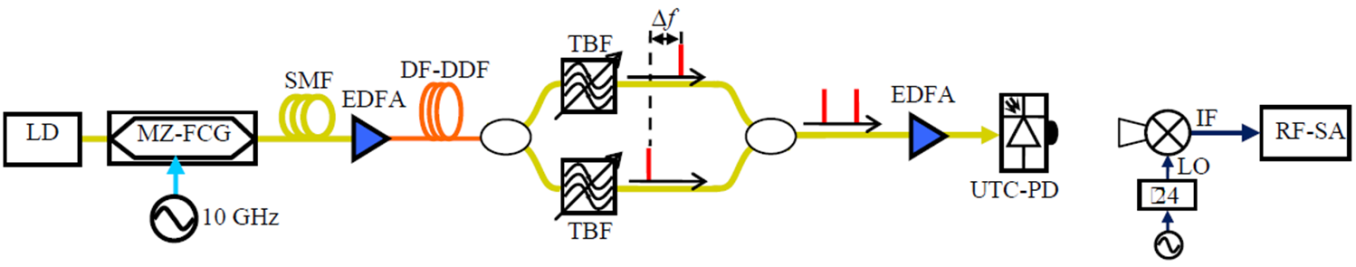 LD
MZ-FCG
10 GHz
SMF
EDFA
DF-DDF
TBF
Δf
TBF
EDFA
UTC-PD
IF
LO
24
RF-SA